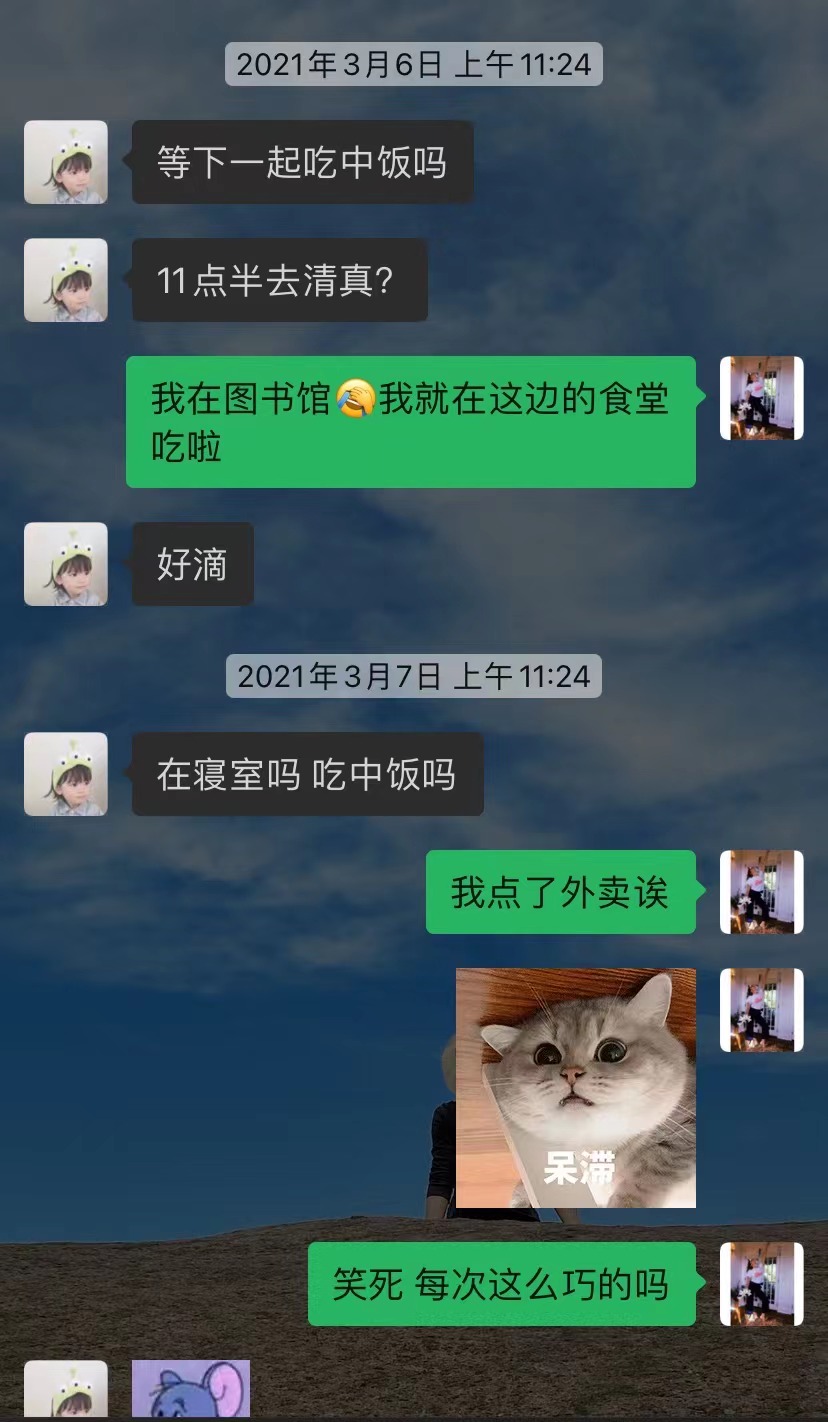 2021年3月6日 上午11:24
等下一起吃中饭吗
11点半去清真？
我在图书馆🤣我就在这边的食堂
吃啦
好滴
2021年3月7日 上午11:24
在寝室吗 吃中饭吗
我点了外卖诶
呆滞
笑死 每次这么巧的吗